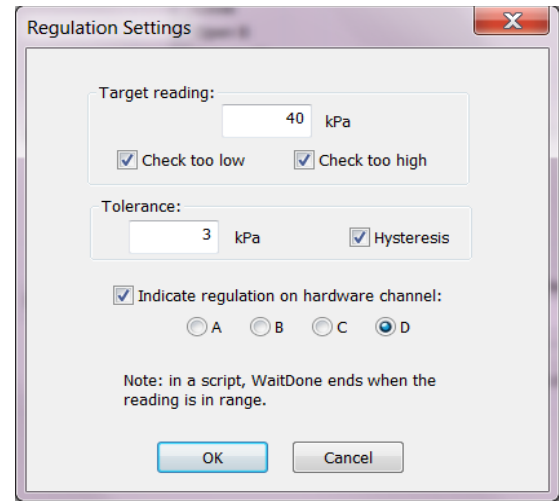 Regulation Settings
Target reading:
40 kPa
Check too low Check too high
Tolerance:
3 kPa Hysteresis
Indicate regulation on hardware channel:
A B C D
Note: in a script, WaitDone ends when the
reading is in range.
OK Cancel